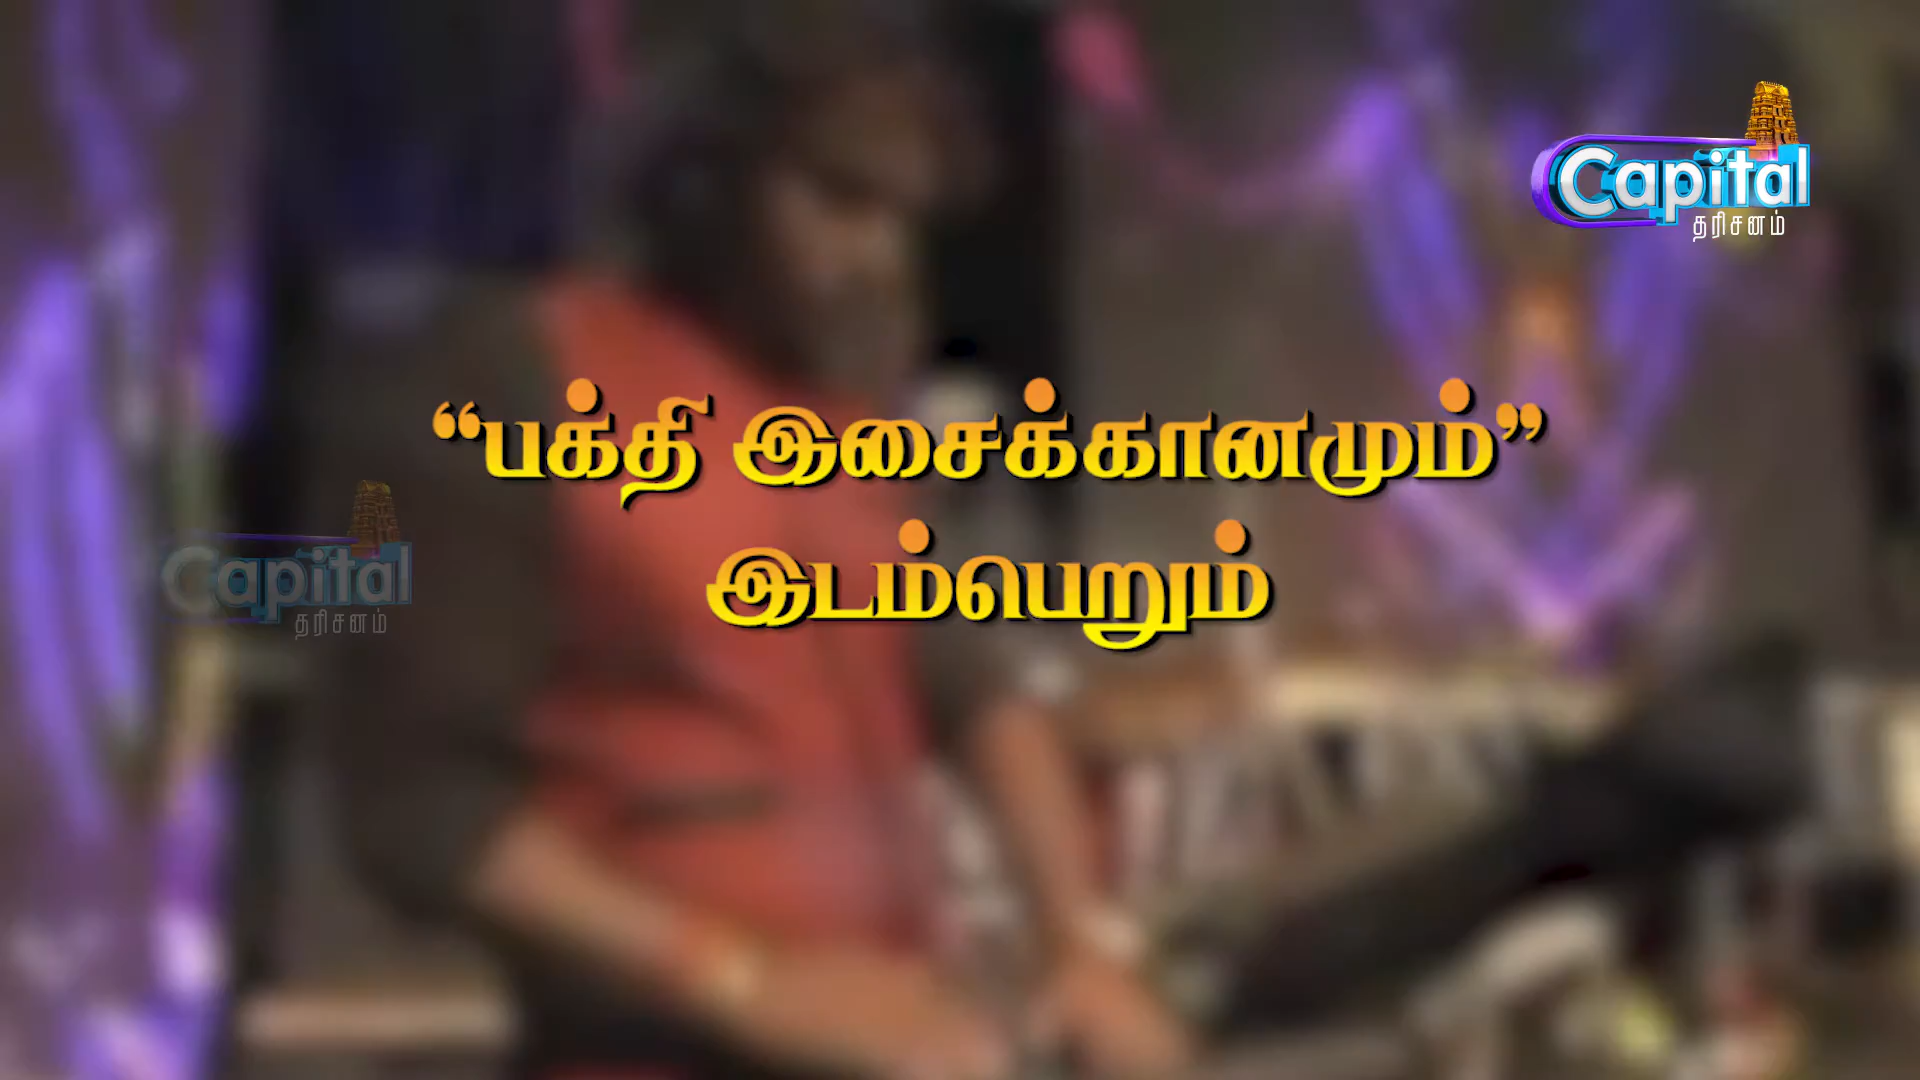 Capital
தரிசனம்
“பக்தி இசைக்கானமும்”
இடம்பெறும்
Capital
தரிசனம்